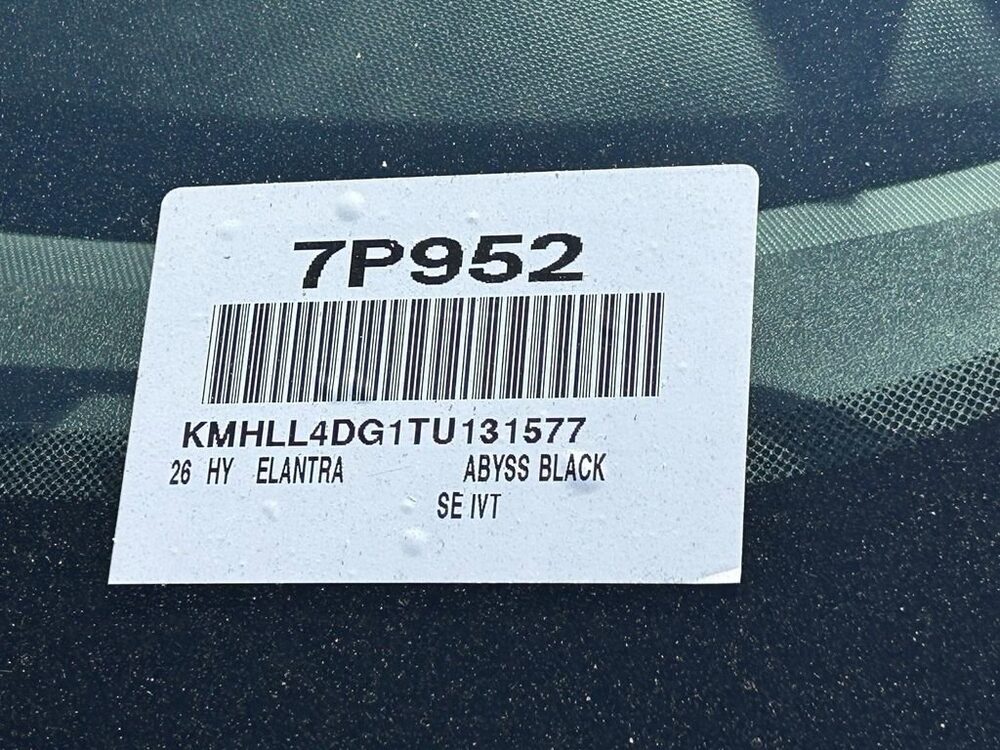 7P952
KMHLL4DG1TU131577
26 HY ELANTRA ABYSS BLACK
SE IVT